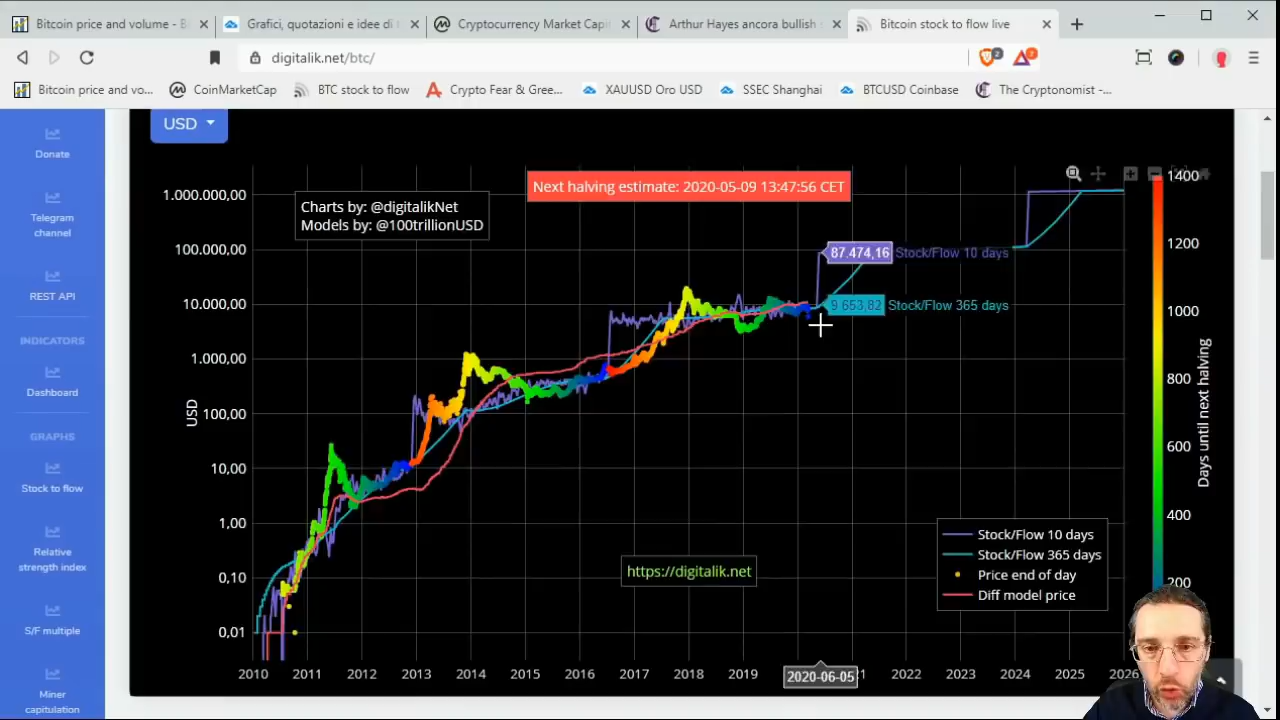 Bitcoin price and volume - B
Grafici, quotazioni e idee di t
Cryptocurrency Market Capi
Arthur Hayes ancora bullish s
Bitcoin stock to flow live
digitalik.net/btc/
2
Bitcoin price and vo...
CoinMarketCap
BTC stock to flow
Crypto Fear & Gree...
XAUUSD Oro USD
SSEC Shanghai
BTCUSD Coinbase
The Cryptonomist -...
Donate
Telegram
channel
REST API
INDICATORS
Dashboard
GRAPHS
Stock to flow
Relative
strength index
S/F multiple
Miner
capitulation
USD
Next halving estimate: 2020-05-09 13:47:56 CET
Charts by: @digitalikNet
Models by: @100trillionUSD
1.000.000,00
100.000,00
10.000,00
1.000,00
100,00
10,00
1,00
0,10
0,01
USD
87.474,16
Stock/Flow 10 days
9 653,82
Stock/Flow 365 days
https://digitalik.net
Stock/Flow 10 days
Stock/Flow 365 days
Price end of day
Diff model price
2010
2011
2012
2013
2014
2015
2016
2017
2018
2019
2020-06-05
2022
2023
2024
2025
2026
1400
1200
1000
800
600
400
200
Days until next halving